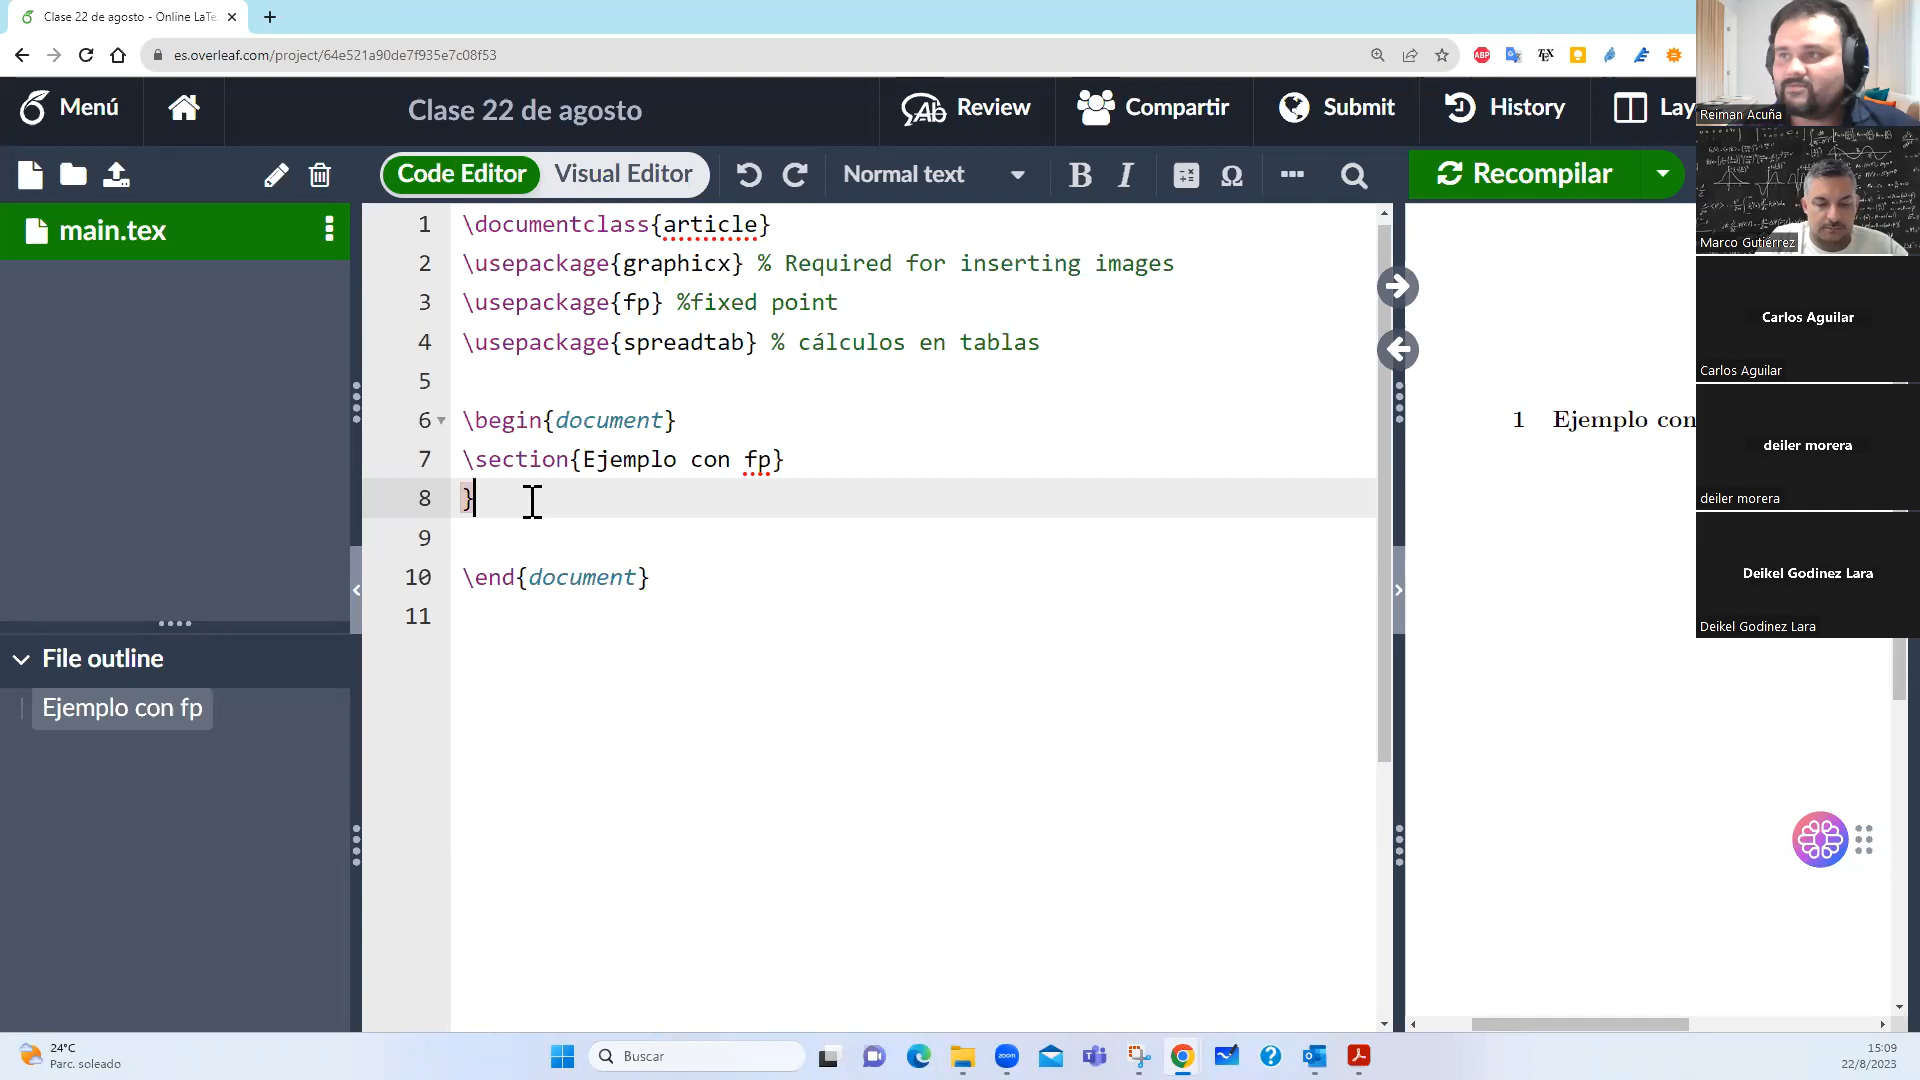 Clase 22 de agosto - Online LaTe
es.overleaf.com/project/64e521a90de7f935e7c08f53
ABP
TEX
Menú
Clase 22 de agosto
Review
Compartir
Submit
History
Lay
Code Editor
Visual Editor
Normal text
B
I
Ω
Recompilar
main.tex
1 \documentclass{article}
2 \usepackage{graphicx} % Required for inserting images
3 \usepackage{fp} %fixed point
4 \usepackage{spreadtab} % cálculos en tablas
5
6 \begin{document}
7 \section{Ejemplo con fp}
8 }
9
10 \end{document}
11
File outline
Ejemplo con fp
1 Ejemplo con
Reiman Acuña
Marco Gutiérrez
Carlos Aguilar
Carlos Aguilar
deiler morera
deiler morera
Deikel Godinez Lara
Deikel Godinez Lara
24°C
Parc. soleado
Buscar
zoom
15:09
22/8/2023